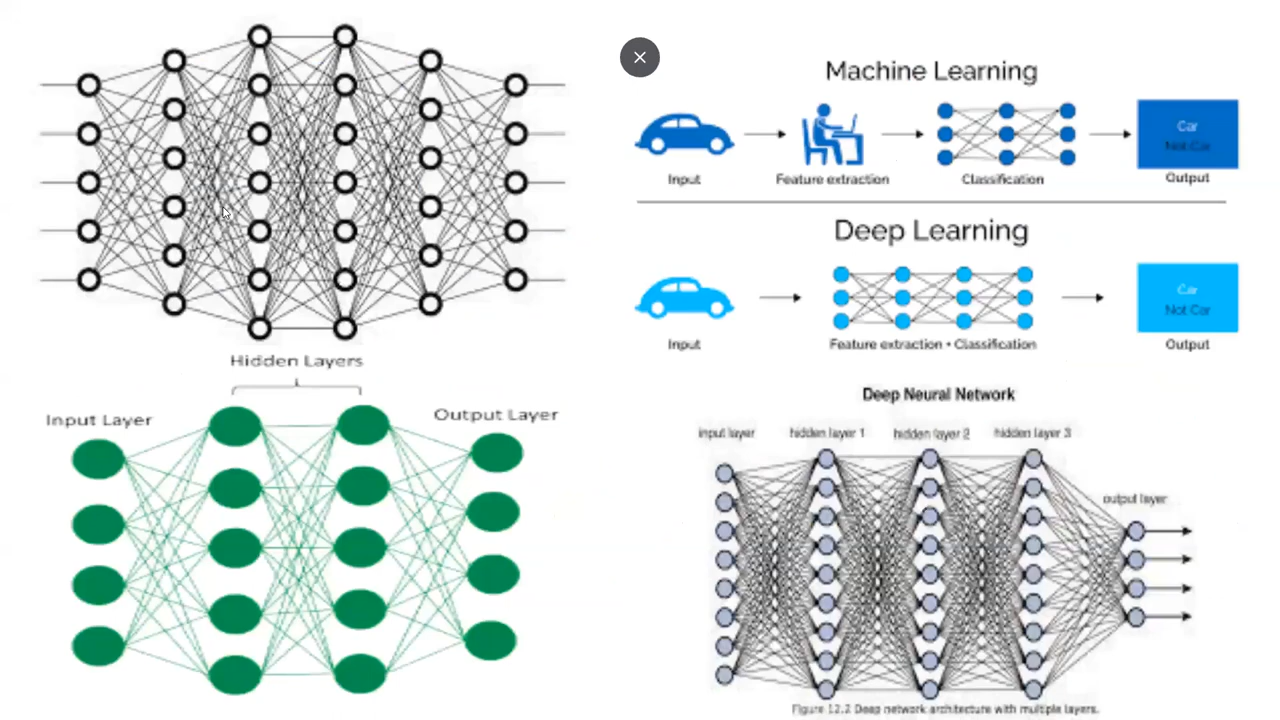 Hidden Layers
Input Layer
Output Layer
Machine Learning
Input
Feature extraction
Classification
Car
Not Car
Output
Deep Learning
Car
Not Car
Input
Feature extraction • Classification
Output
Deep Neural Network
input layer
hidden layer 1
hidden layer 2
hidden layer 3
output layer
Figure 12.2 Deep network architecture with multiple layers.